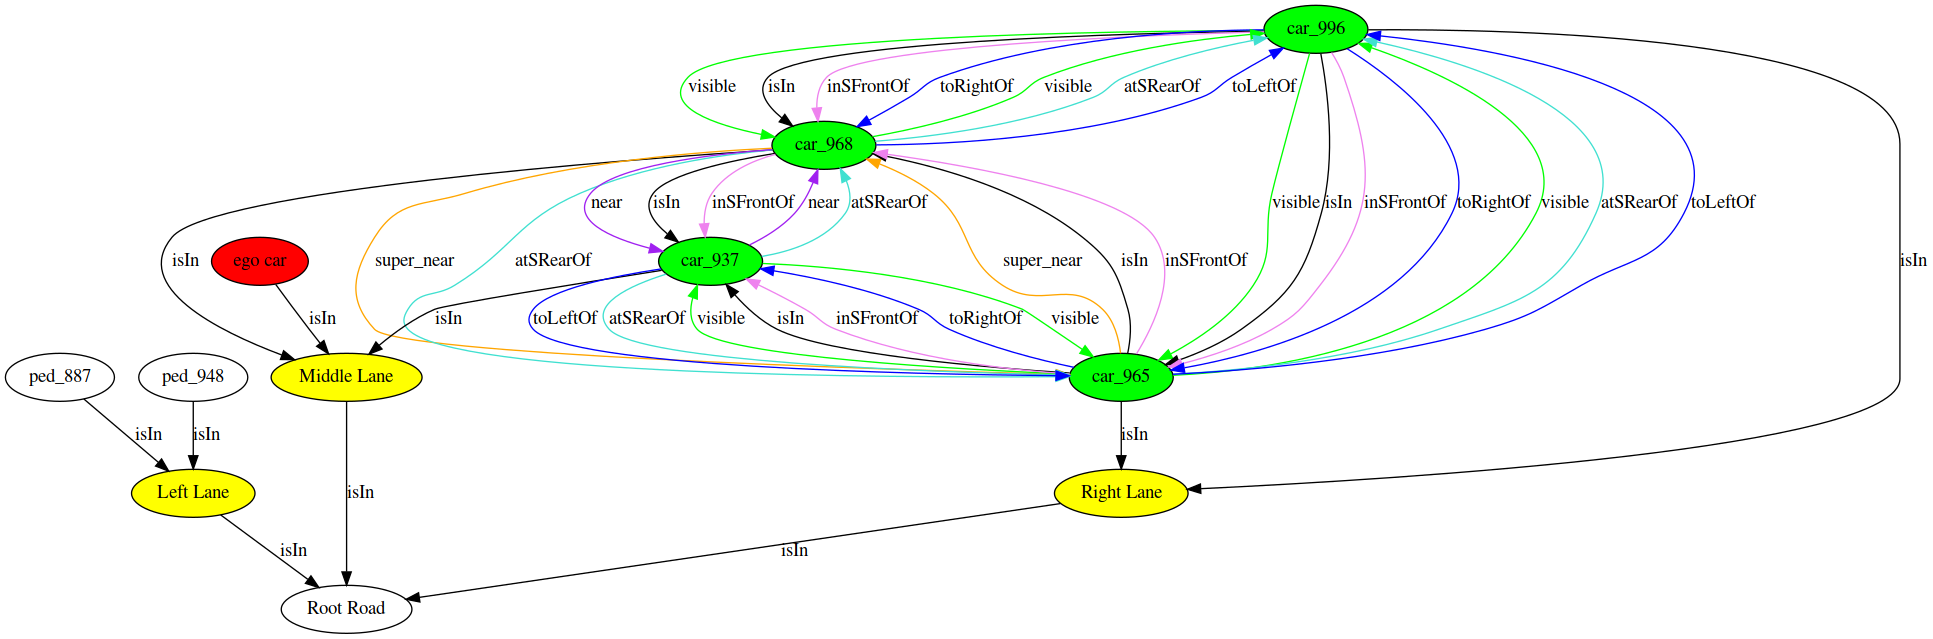 car_996
visible
isIn
inSFrontOf
toRightOf
visible
atSRearOf
toLeftOf
car_968
near
isIn
inSFrontOf
near
atSRearOf
visible
isIn
inSFrontOf
toRightOf
visible
atSRearOf
toLeftOf
isIn
ego car
super_near
atSRearOf
car_937
super_near
isIn
inSFrontOf
isIn
isIn
isIn
toLeftOf
atSRearOf
visible
isIn
inSFrontOf
toRightOf
visible
ped_887
ped_948
Middle Lane
car_965
isIn
isIn
isIn
Left Lane
isIn
Right Lane
isIn
isIn
Root Road